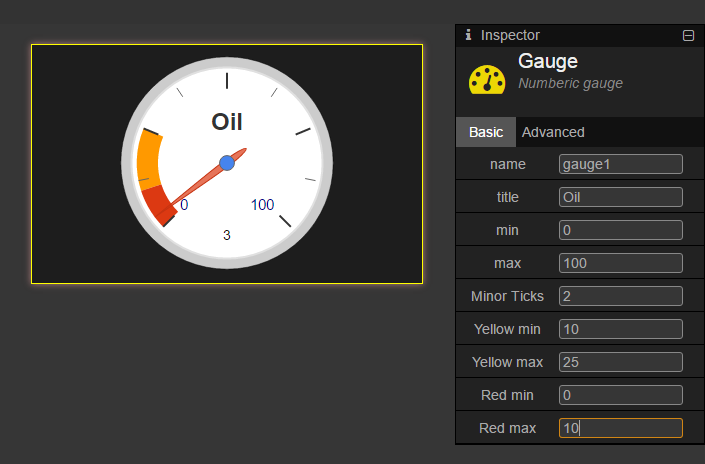 Oil
0
100
3
Inspector
Gauge
Numberic gauge
Basic
Advanced
name gauge1
title Oil
min 0
max 100
Minor Ticks 2
Yellow min 10
Yellow max 25
Red min 0
Red max 10